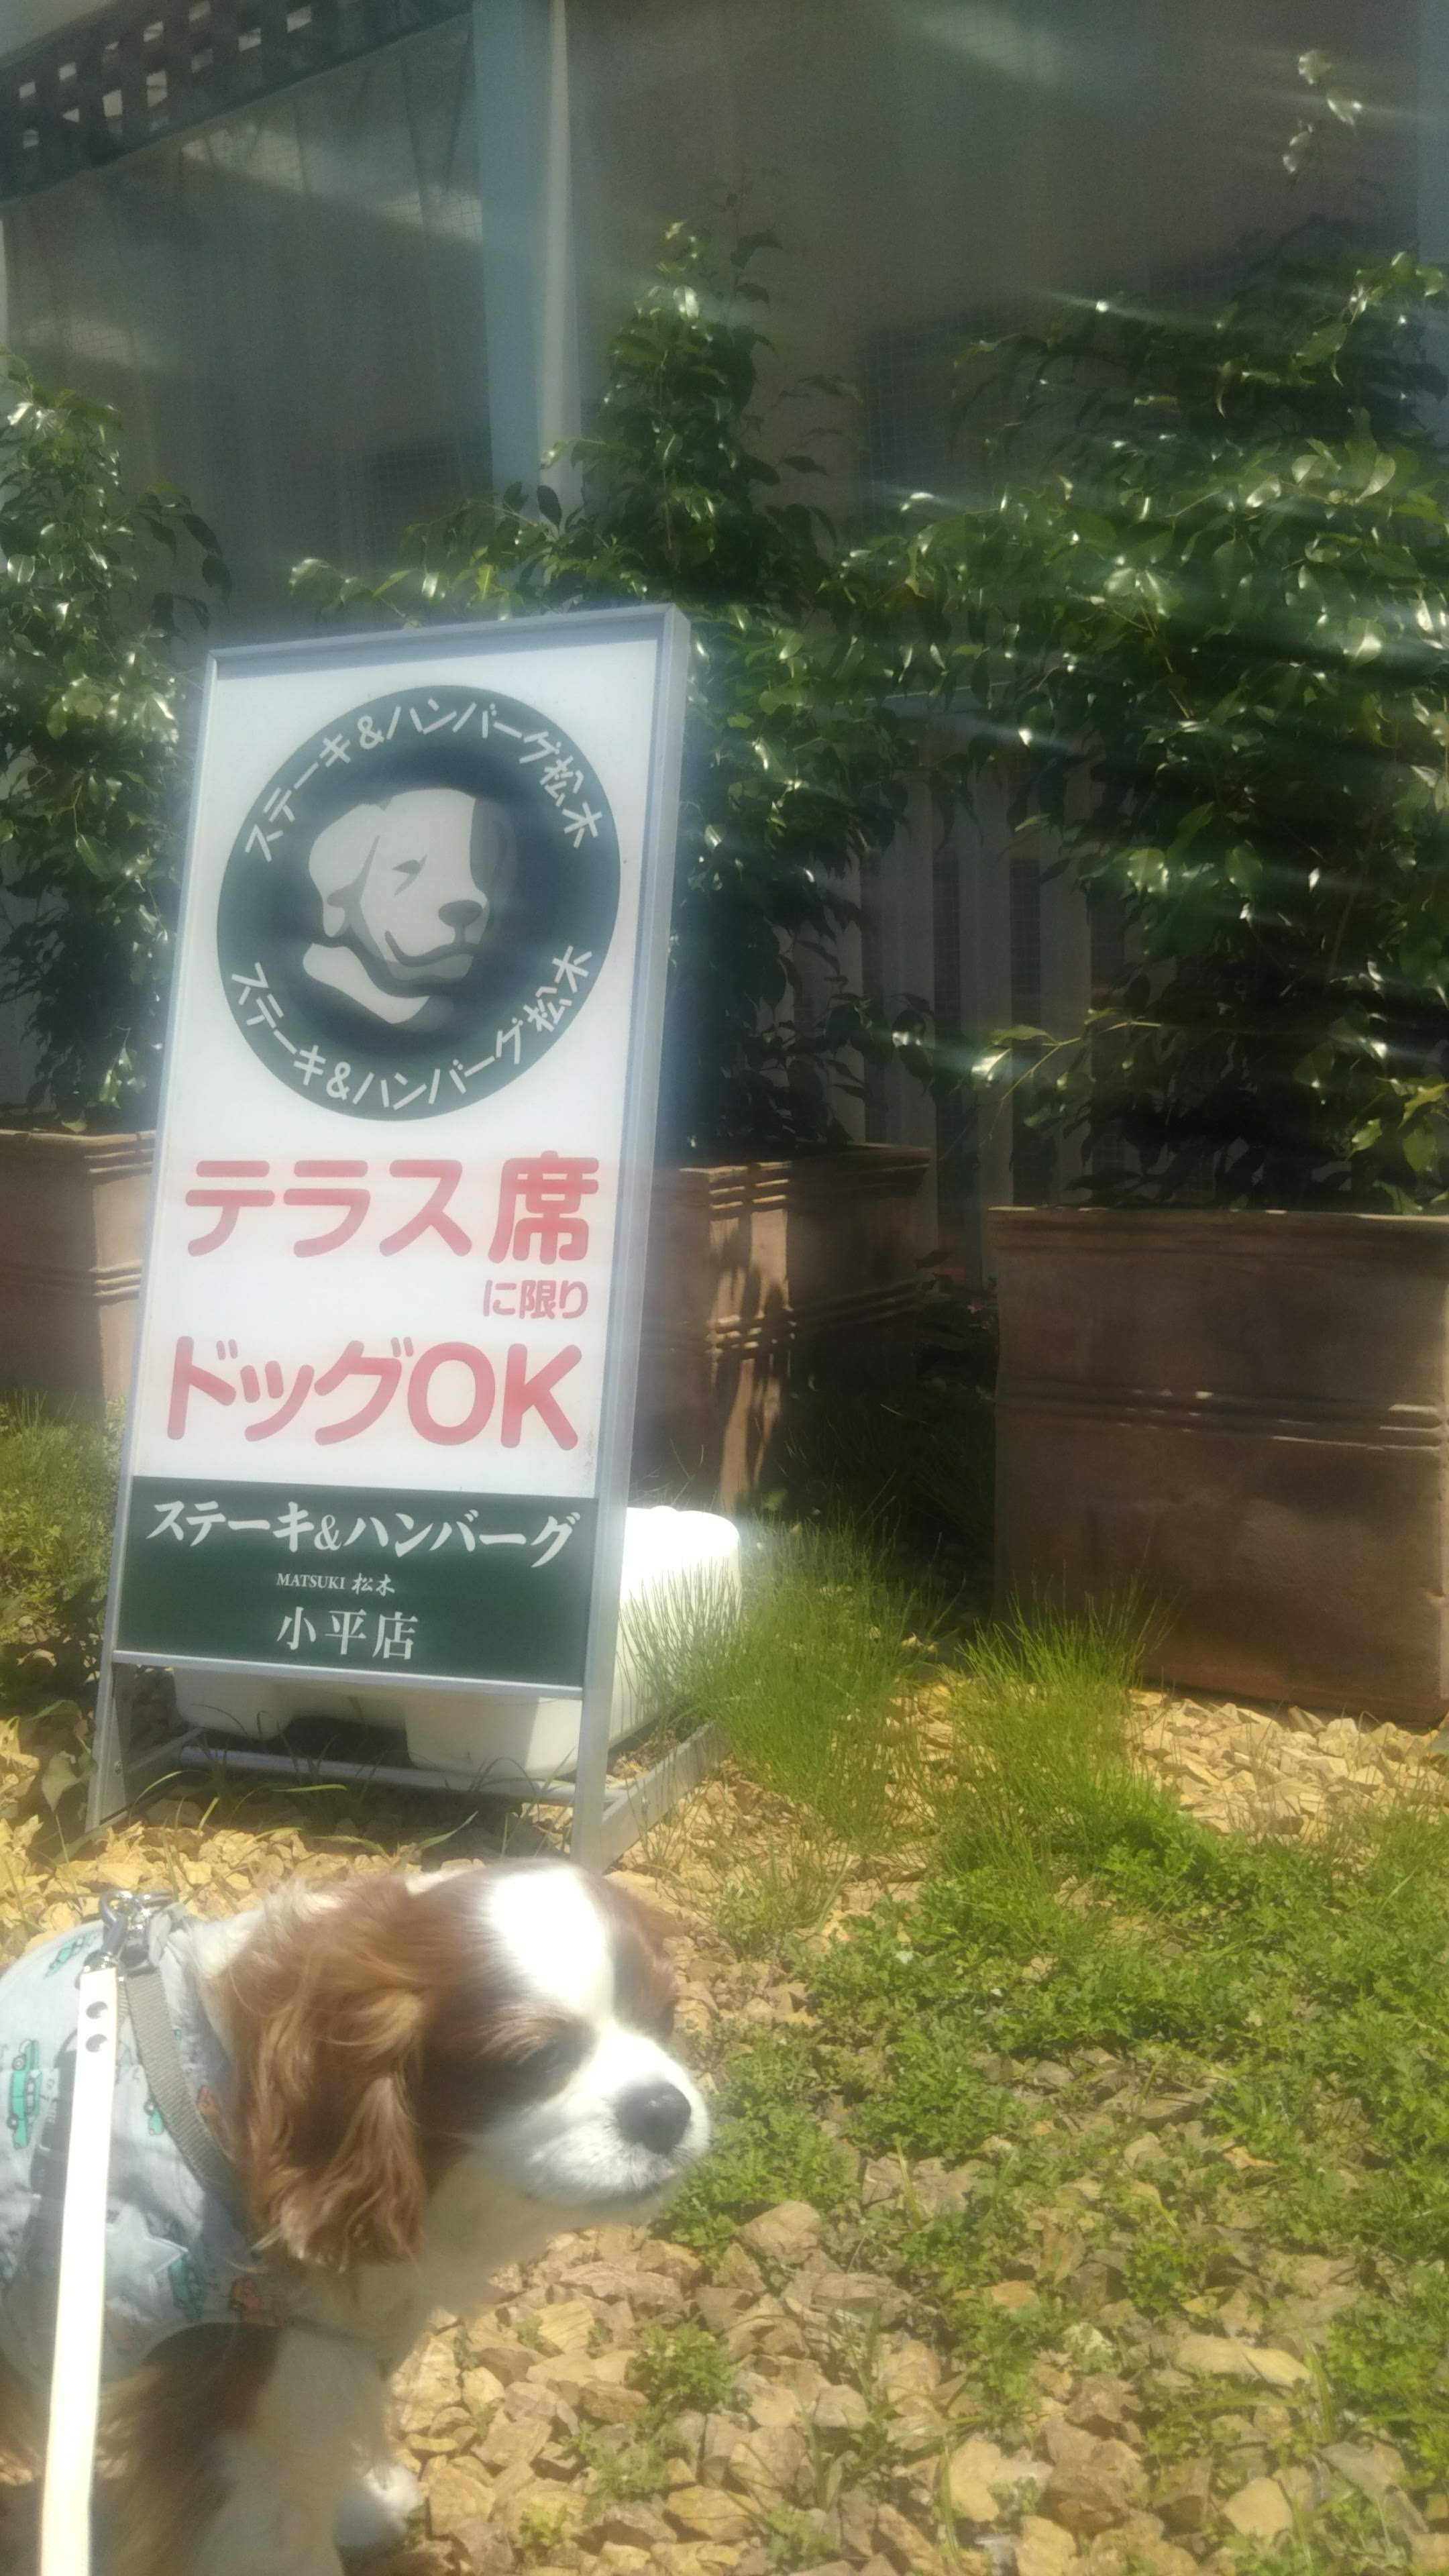 ステーキ&ハンバーグ松木
ステーキ&ハンバーグ松木
テラス席
に限り
ドッグOK
ステーキ&ハンバーグ
MATSUKI 松木
小平店